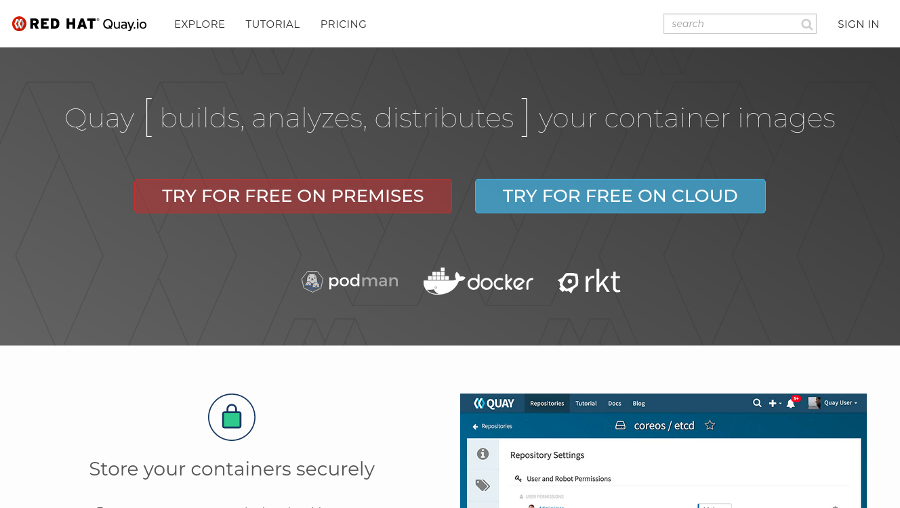 RED HAT® Quay.io
EXPLORE
TUTORIAL
PRICING
search
SIGN IN
Quay [ builds, analyzes, distributes ] your container images
TRY FOR FREE ON PREMISES
TRY FOR FREE ON CLOUD
podman
docker
rkt
Store your containers securely
QUAY
Repositories
Tutorial
Docs
Blog
Quay User
Repositories
coreos / etcd
Repository Settings
User and Robot Permissions
USER PERMISSIONS